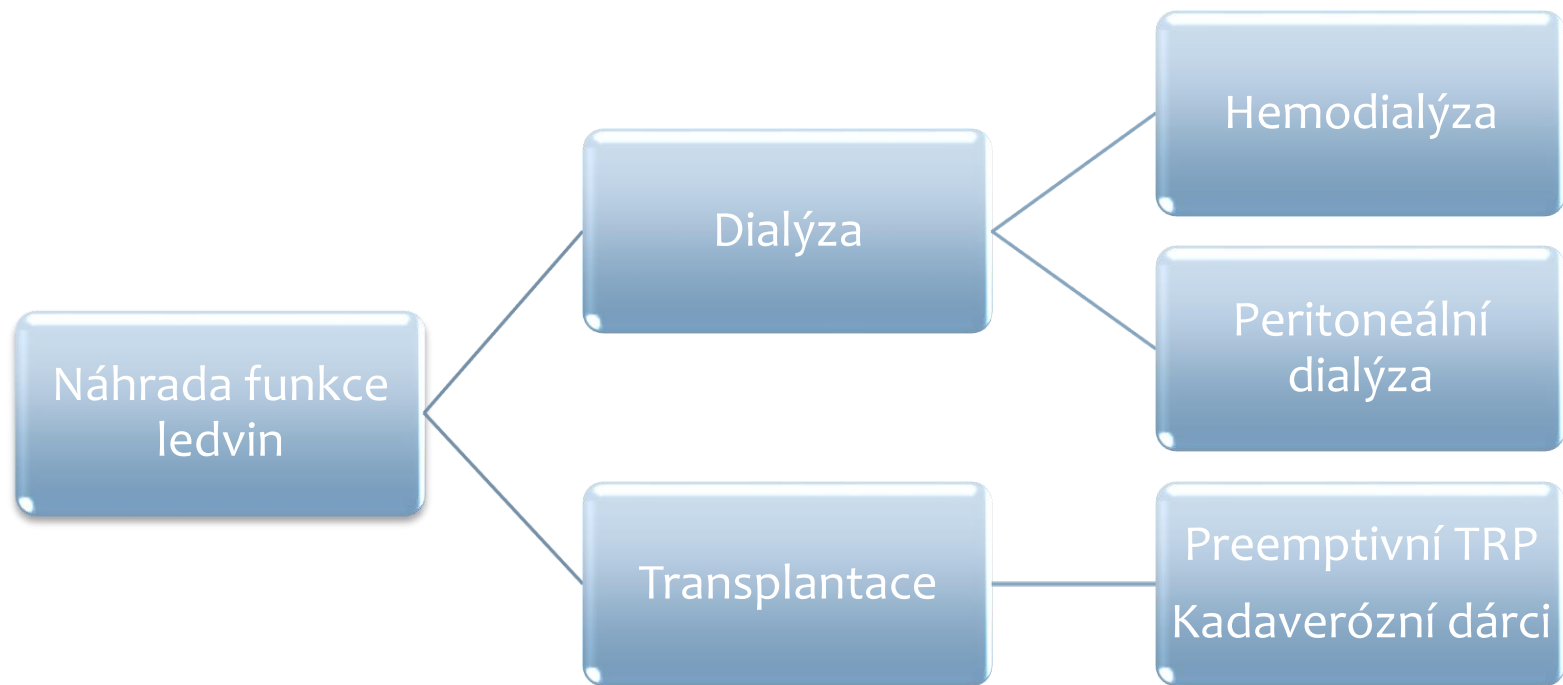 Náhrada funkce
ledvin
Dialýza
Hemodialýza
Peritoneální
dialýza
Transplantace
Preemptivní TRP
Kadaverózní dárci